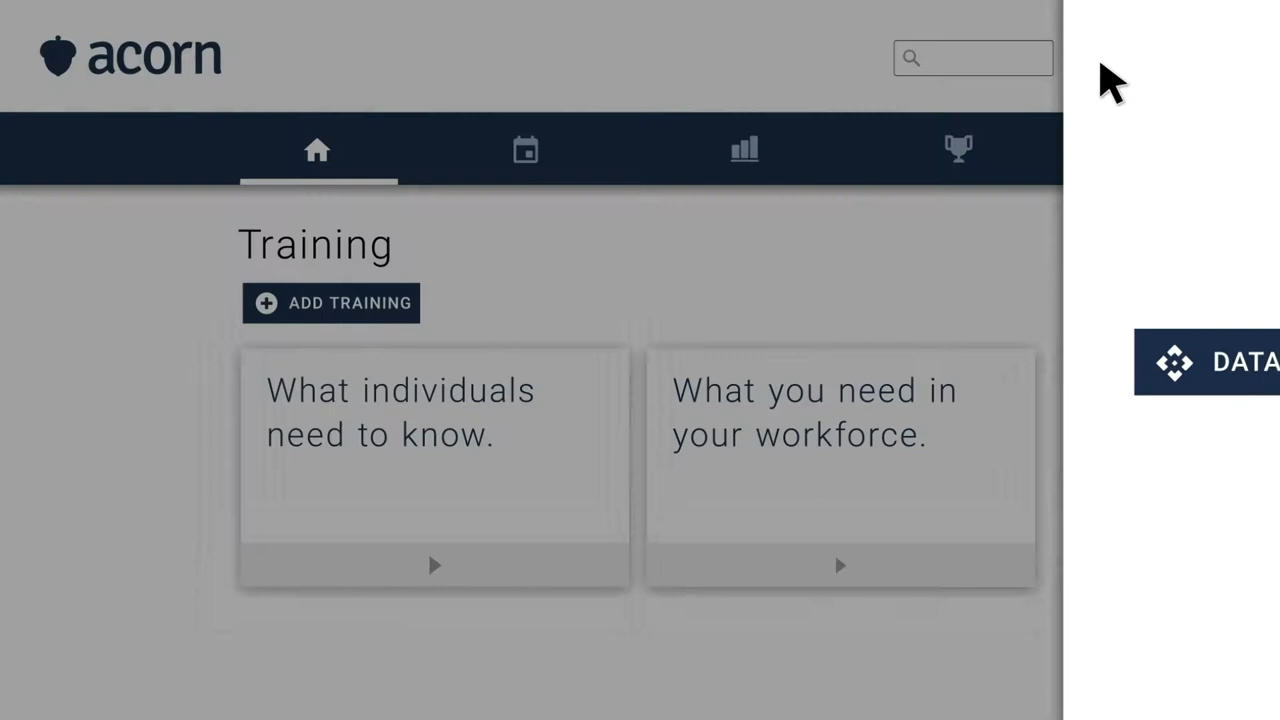 acorn
Training
ADD TRAINING
What individuals
need to know.
What you need in
your workforce.
DATA